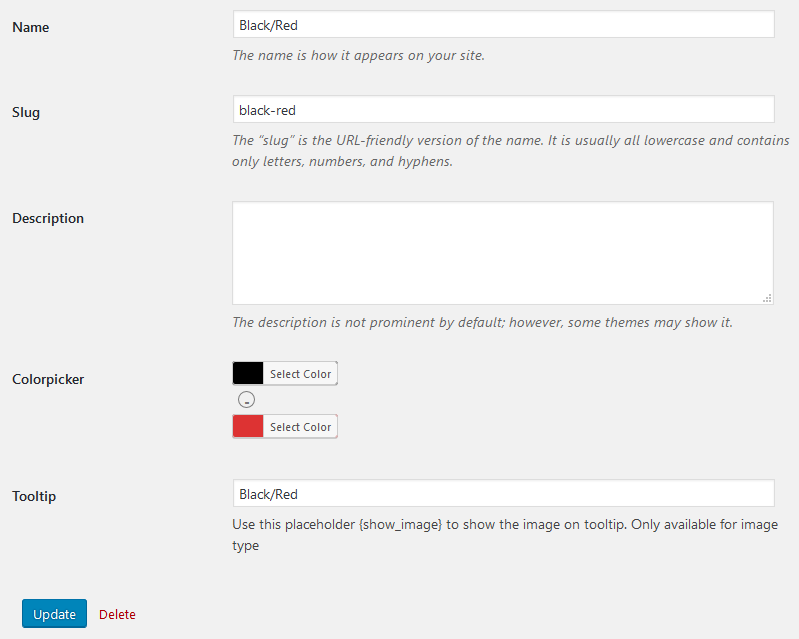 Name
Black/Red
The name is how it appears on your site.
Slug
black-red
The “slug” is the URL-friendly version of the name. It is usually all lowercase and contains
only letters, numbers, and hyphens.
Description
The description is not prominent by default; however, some themes may show it.
Colorpicker
Select Color
-
Select Color
Tooltip
Black/Red
Use this placeholder {show_image} to show the image on tooltip. Only available for image
type
Update Delete